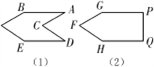 B A G P
C F
E D H Q
(1) (2)